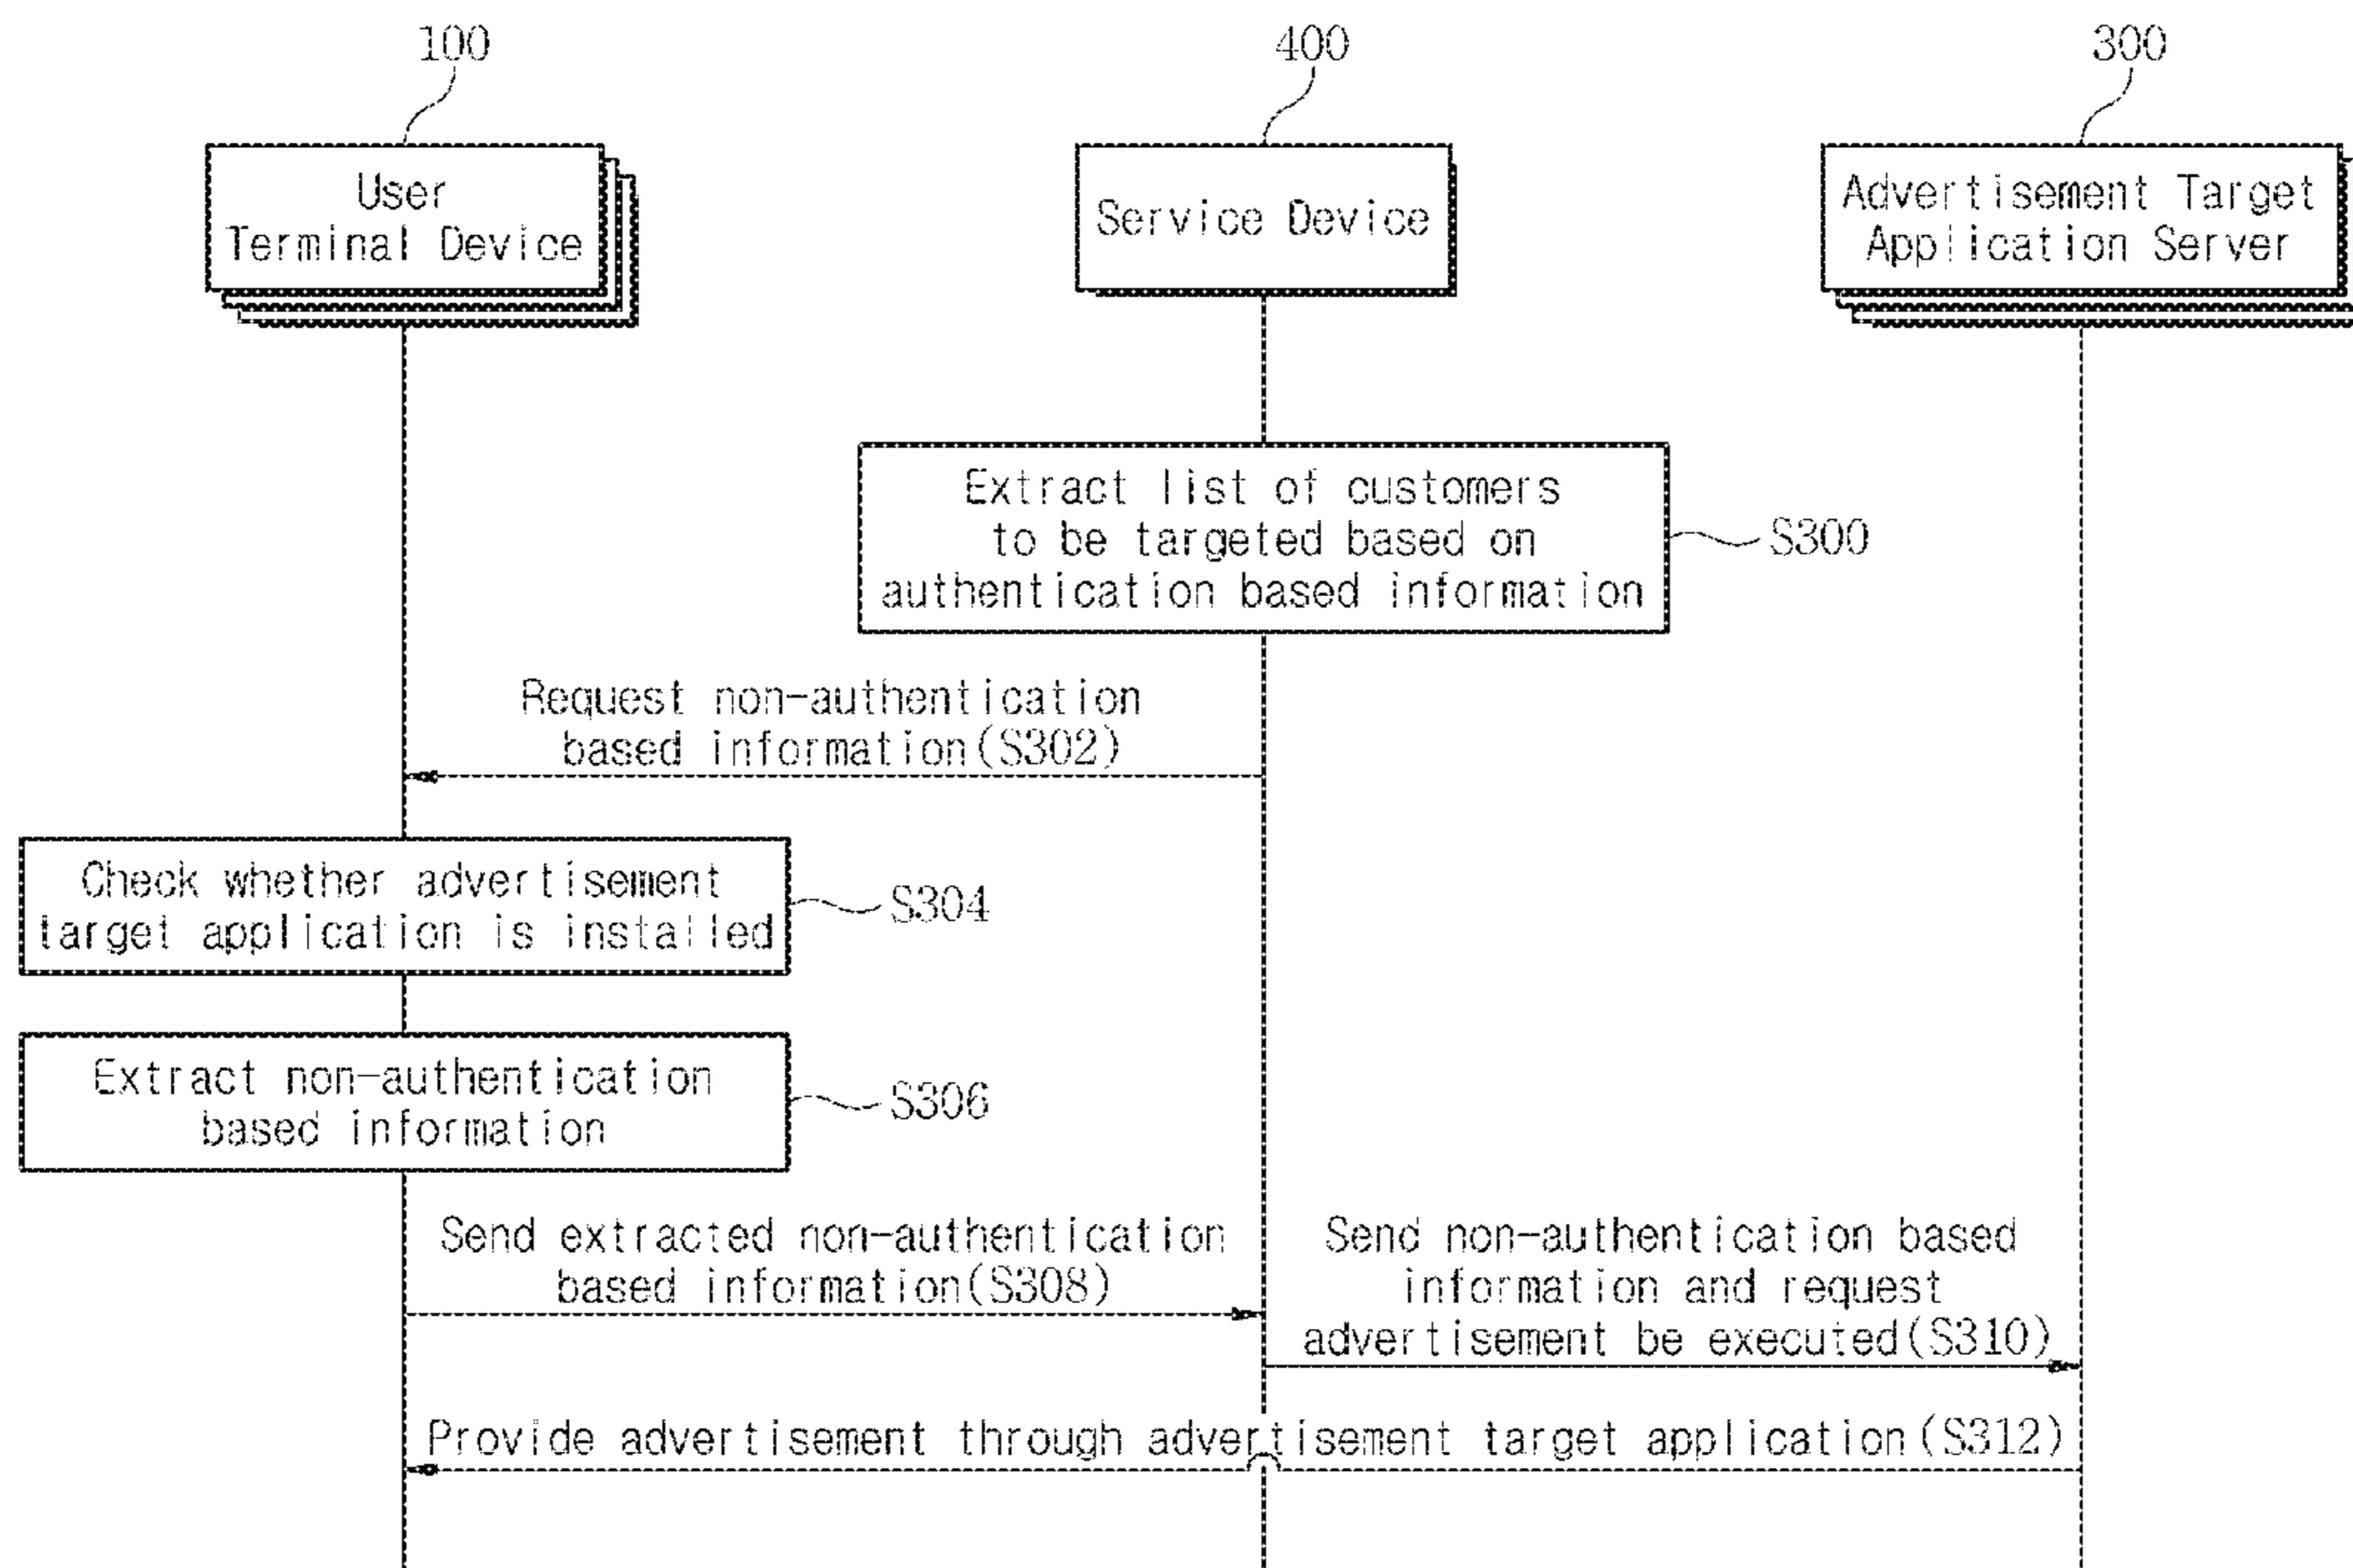 100
400
300
User
Terminal Device
Service Device
Advertisement Target
Application Server
Extract list of customers
to be targeted based on
authentication based information
S300
Request non-authentication
based information(S302)
Check whether advertisement
target application is installed
S304
Extract non-authentication
based information
S306
Send extracted non-authentication
based information(S308)
Send non-authentication based
information and request
advertisement be executed(S310)
Provide advertisement through advertisement target application(S312)